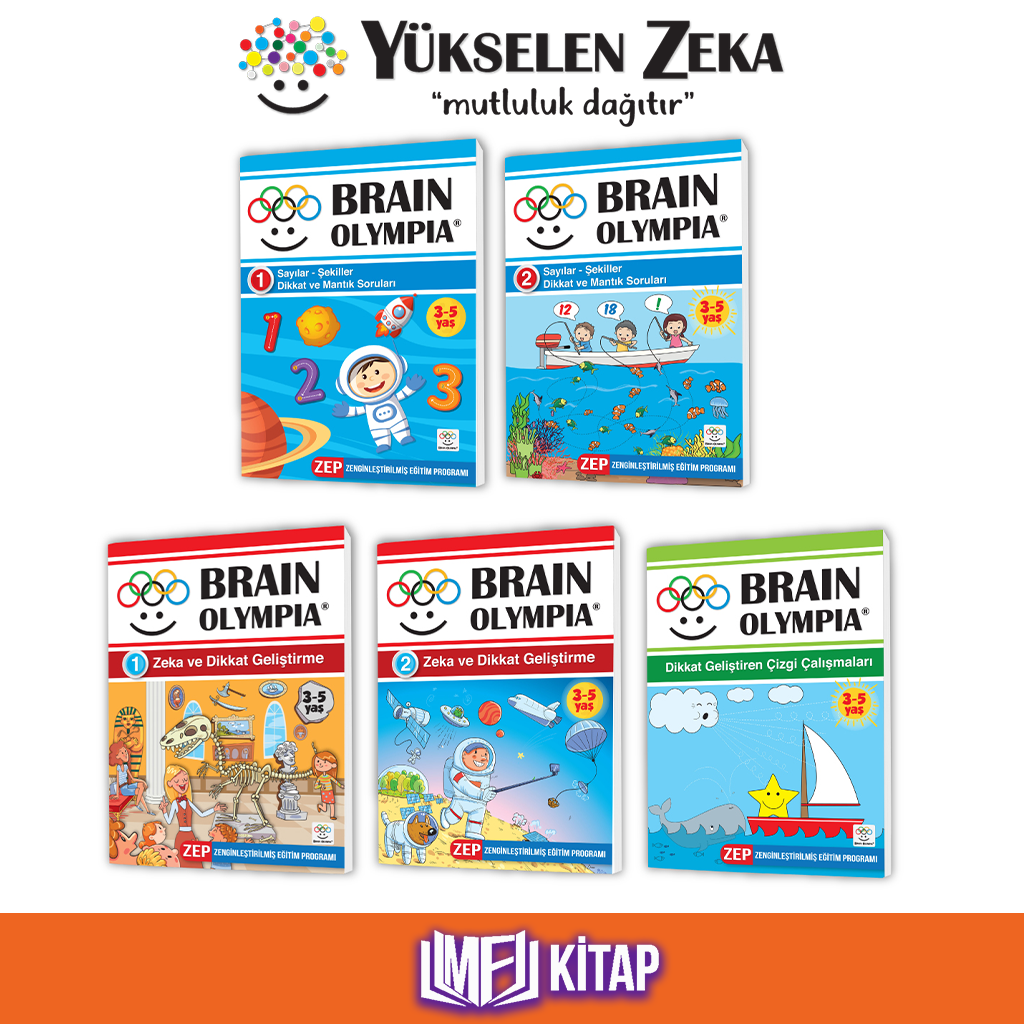 YÜKSELEN ZEKA
“mutluluk dağıtır”
BRAIN
OLYMPIA®
1
Sayılar - Şekiller
Dikkat ve Mantık Soruları
3-5
yaş
1
2
3
ZEP ZENGİNLEŞTİRİLMİŞ EĞİTİM PROGRAMI
BRAIN
OLYMPIA®
2
Sayılar - Şekiller
Dikkat ve Mantık Soruları
12
18
!
3-5
yaş
ZEP ZENGİNLEŞTİRİLMİŞ EĞİTİM PROGRAMI
BRAIN
OLYMPIA®
1 Zeka ve Dikkat Geliştirme
3-5
yaş
ZEP ZENGİNLEŞTİRİLMİŞ EĞİTİM PROGRAMI
BRAIN
OLYMPIA®
2 Zeka ve Dikkat Geliştirme
3-5
yaş
ZEP ZENGİNLEŞTİRİLMİŞ EĞİTİM PROGRAMI
BRAIN
OLYMPIA®
Dikkat Geliştiren Çizgi Çalışmaları
3-5
yaş
ZEP ZENGİNLEŞTİRİLMİŞ EĞİTİM PROGRAMI
MF KİTAP